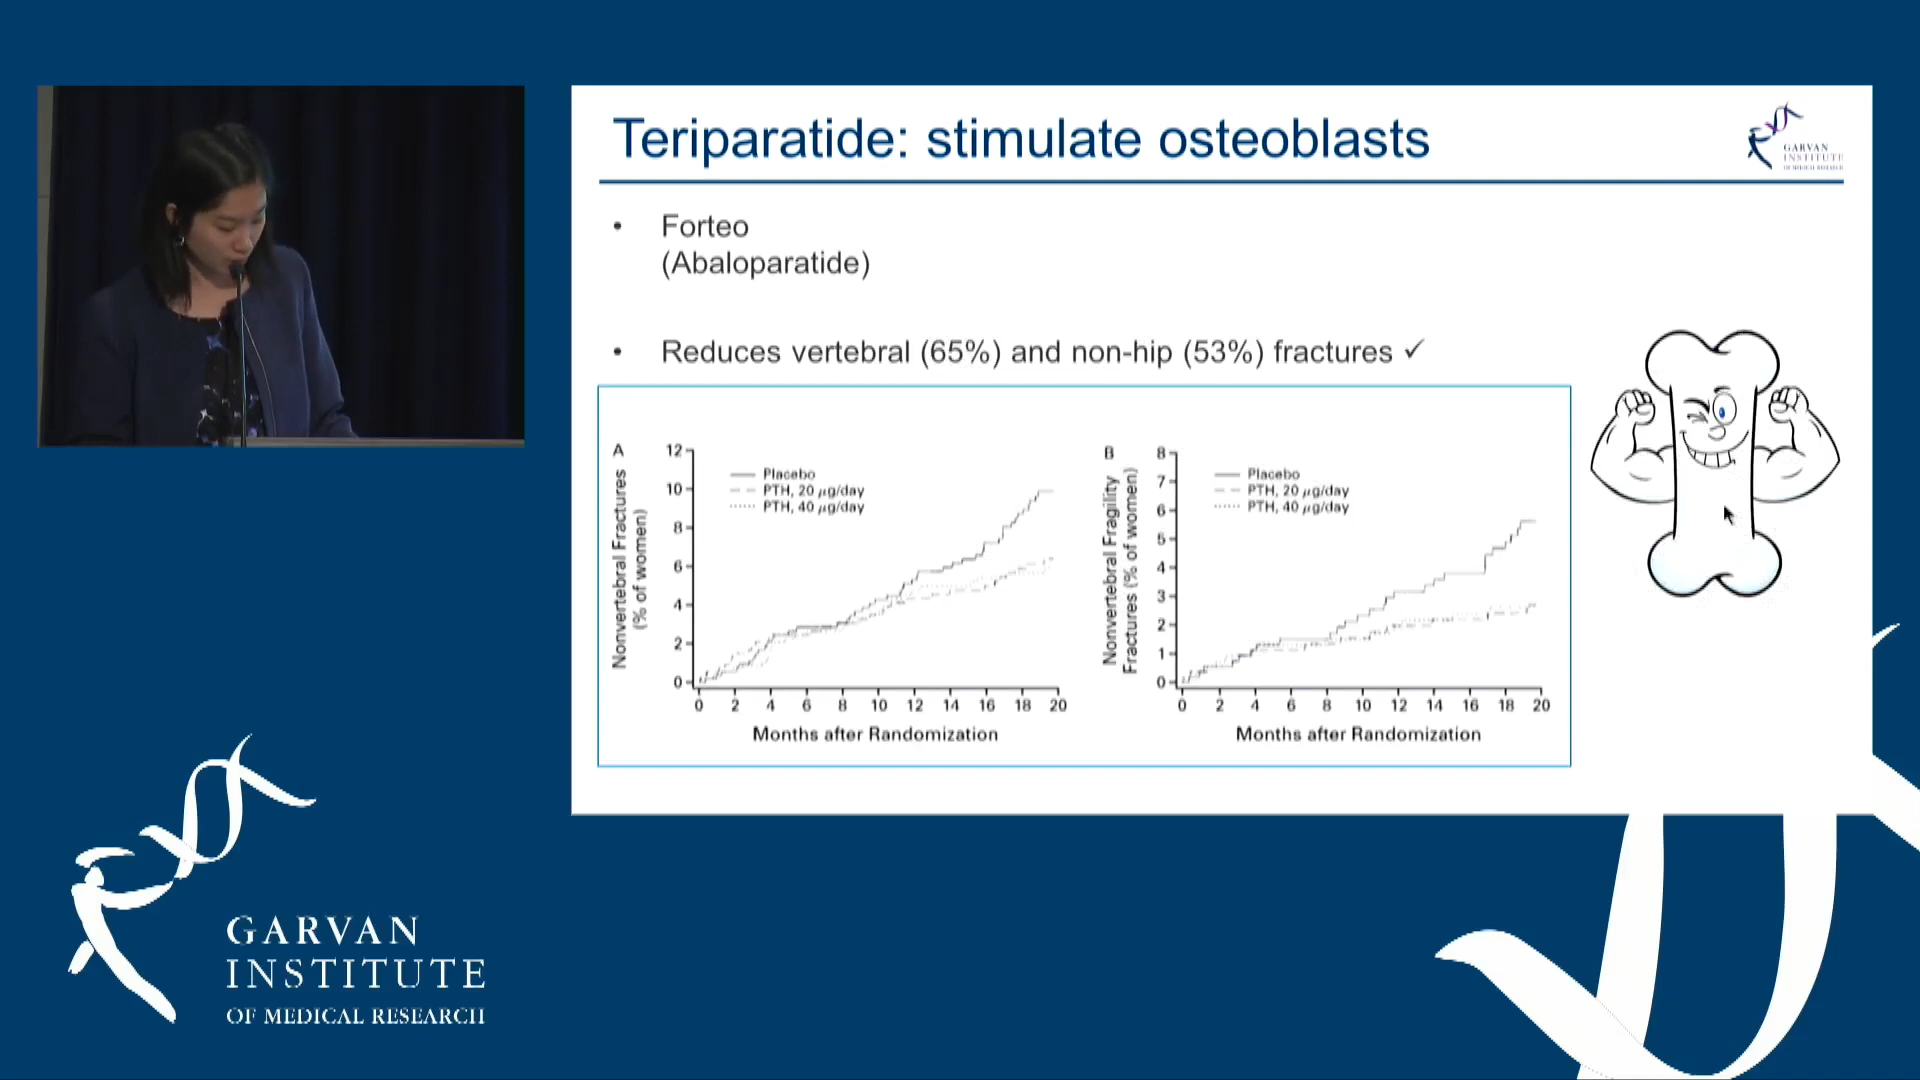 Teriparatide: stimulate osteoblasts
GARVAN
INSTITUTE
OF MEDICAL RESEARCH
• Forteo
(Abaloparatide)
• Reduces vertebral (65%) and non-hip (53%) fractures ✓
A
Nonvertebral Fractures
(% of women)
12
10
8
6
4
2
0
Placebo
PTH, 20 μg/day
PTH, 40 μg/day
0 2 4 6 8 10 12 14 16 18 20
Months after Randomization
B
Nonvertebral Fragility
Fractures (% of women)
8
7
6
5
4
3
2
1
0
Placebo
PTH, 20 μg/day
PTH, 40 μg/day
0 2 4 6 8 10 12 14 16 18 20
Months after Randomization
GARVAN
INSTITUTE
OF MEDICAL RESEARCH